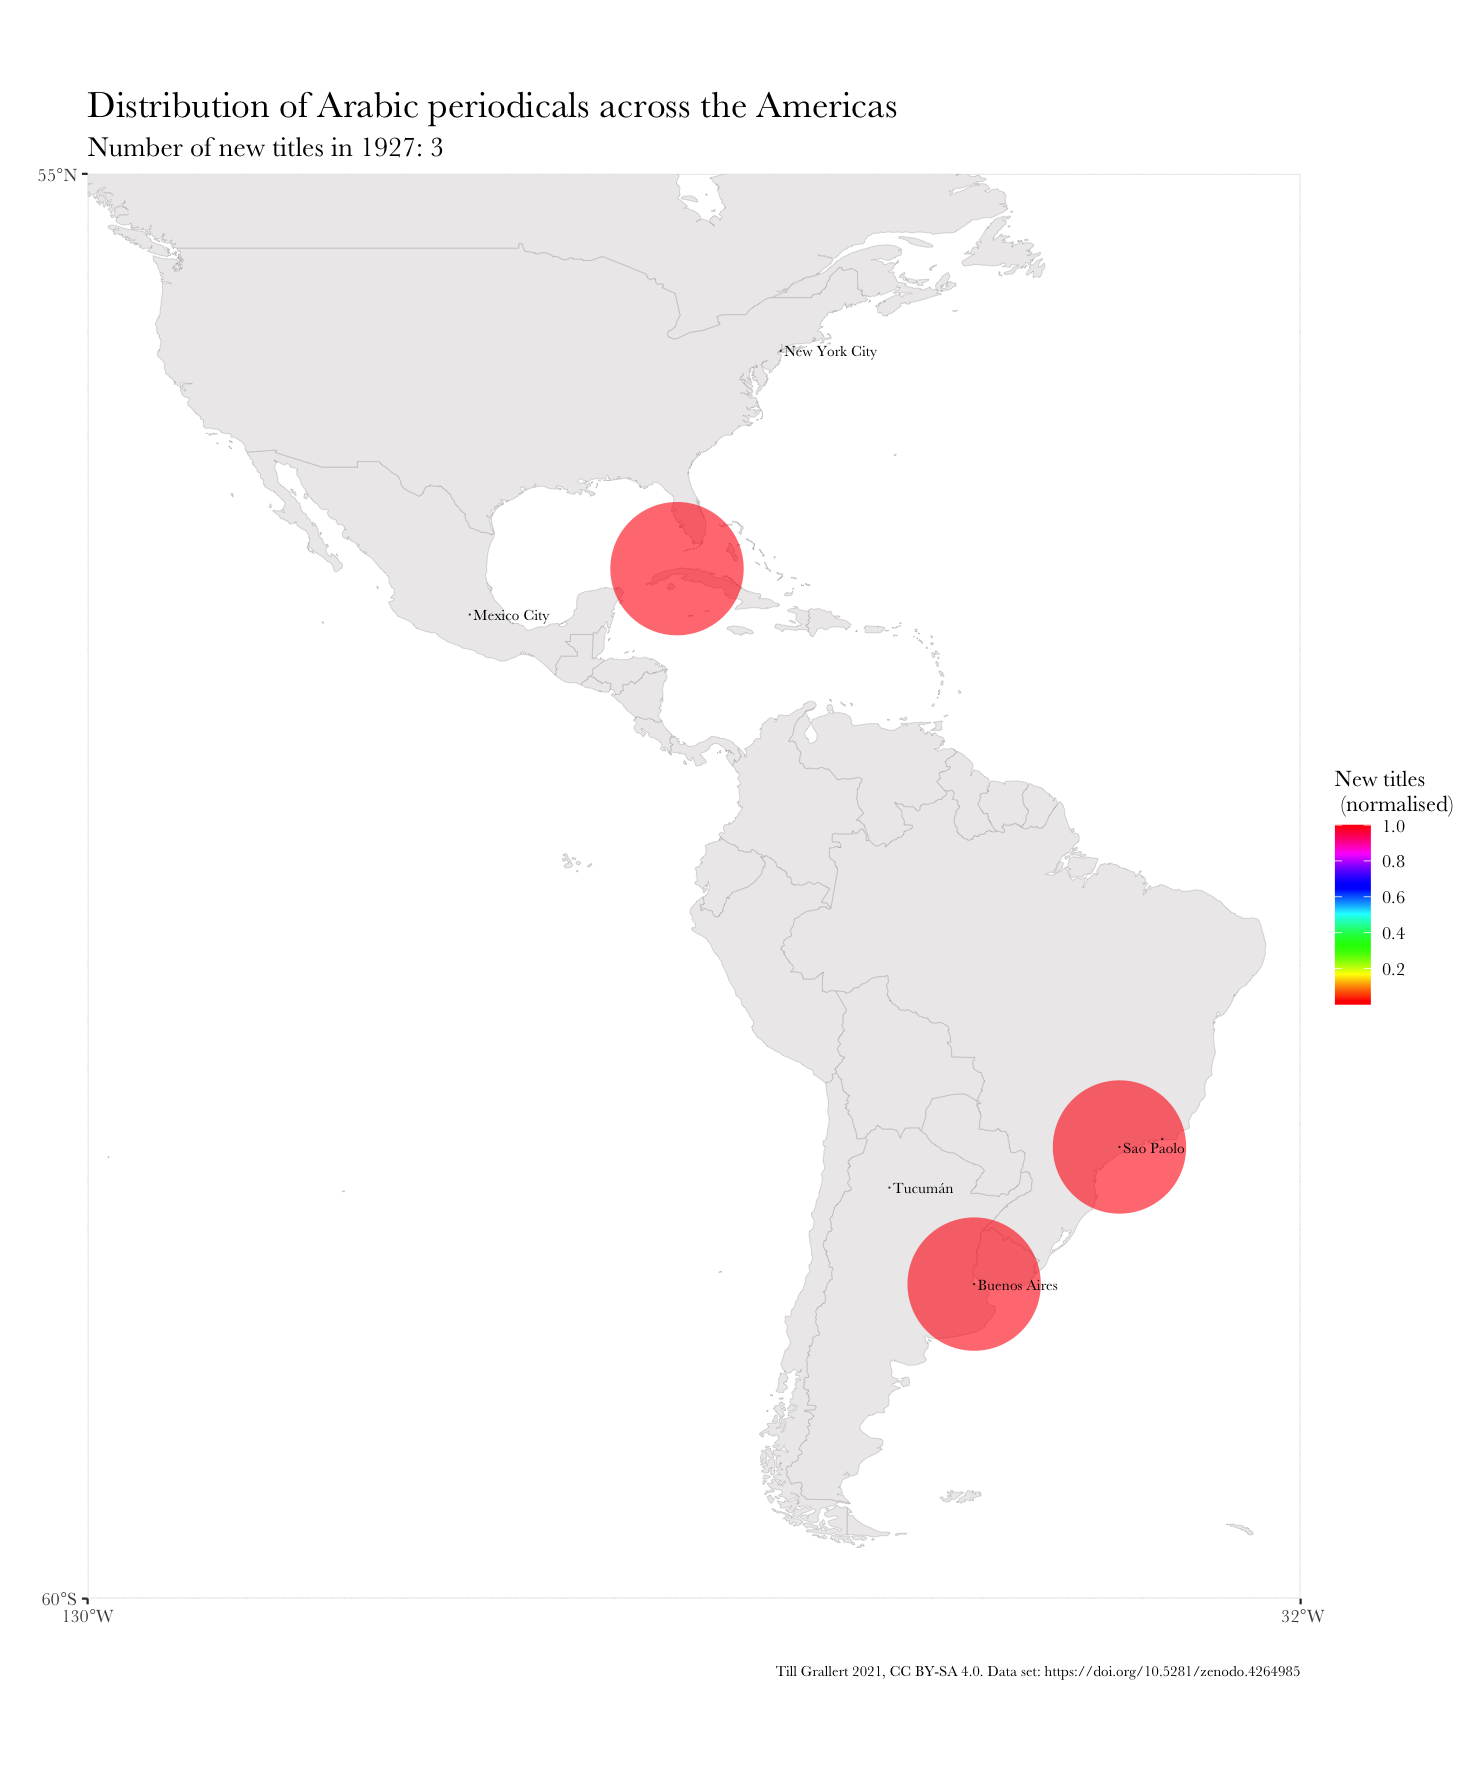 Distribution of Arabic periodicals across the Americas
Number of new titles in 1927: 3
55°N
New York City
Mexico City
New titles
(normalised)
1.0
0.8
0.6
0.4
0.2
Sao Paolo
Tucumán
Buenos Aires
60°S
130°W
32°W
Till Grallert 2021, CC BY-SA 4.0. Data set: https://doi.org/10.5281/zenodo.4264985